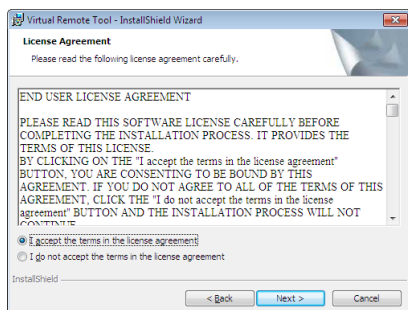 Virtual Remote Tool - InstallShield Wizard
License Agreement
Please read the following license agreement carefully.
END USER LICENSE AGREEMENT
PLEASE READ THIS SOFTWARE LICENSE CAREFULLY BEFORE
COMPLETING THE INSTALLATION PROCESS. IT PROVIDES THE
TERMS OF THIS LICENSE.
BY CLICKING ON THE "I accept the terms in the license agreement"
BUTTON, YOU ARE CONSENTING TO BE BOUND BY THIS
AGREEMENT. IF YOU DO NOT AGREE TO ALL OF THE TERMS OF THIS
AGREEMENT, CLICK THE "I do not accept the terms in the license
agreement" BUTTON AND THE INSTALLATION PROCESS WILL NOT
CONTINUE.
I accept the terms in the license agreement
I do not accept the terms in the license agreement
InstallShield
< Back Next > Cancel